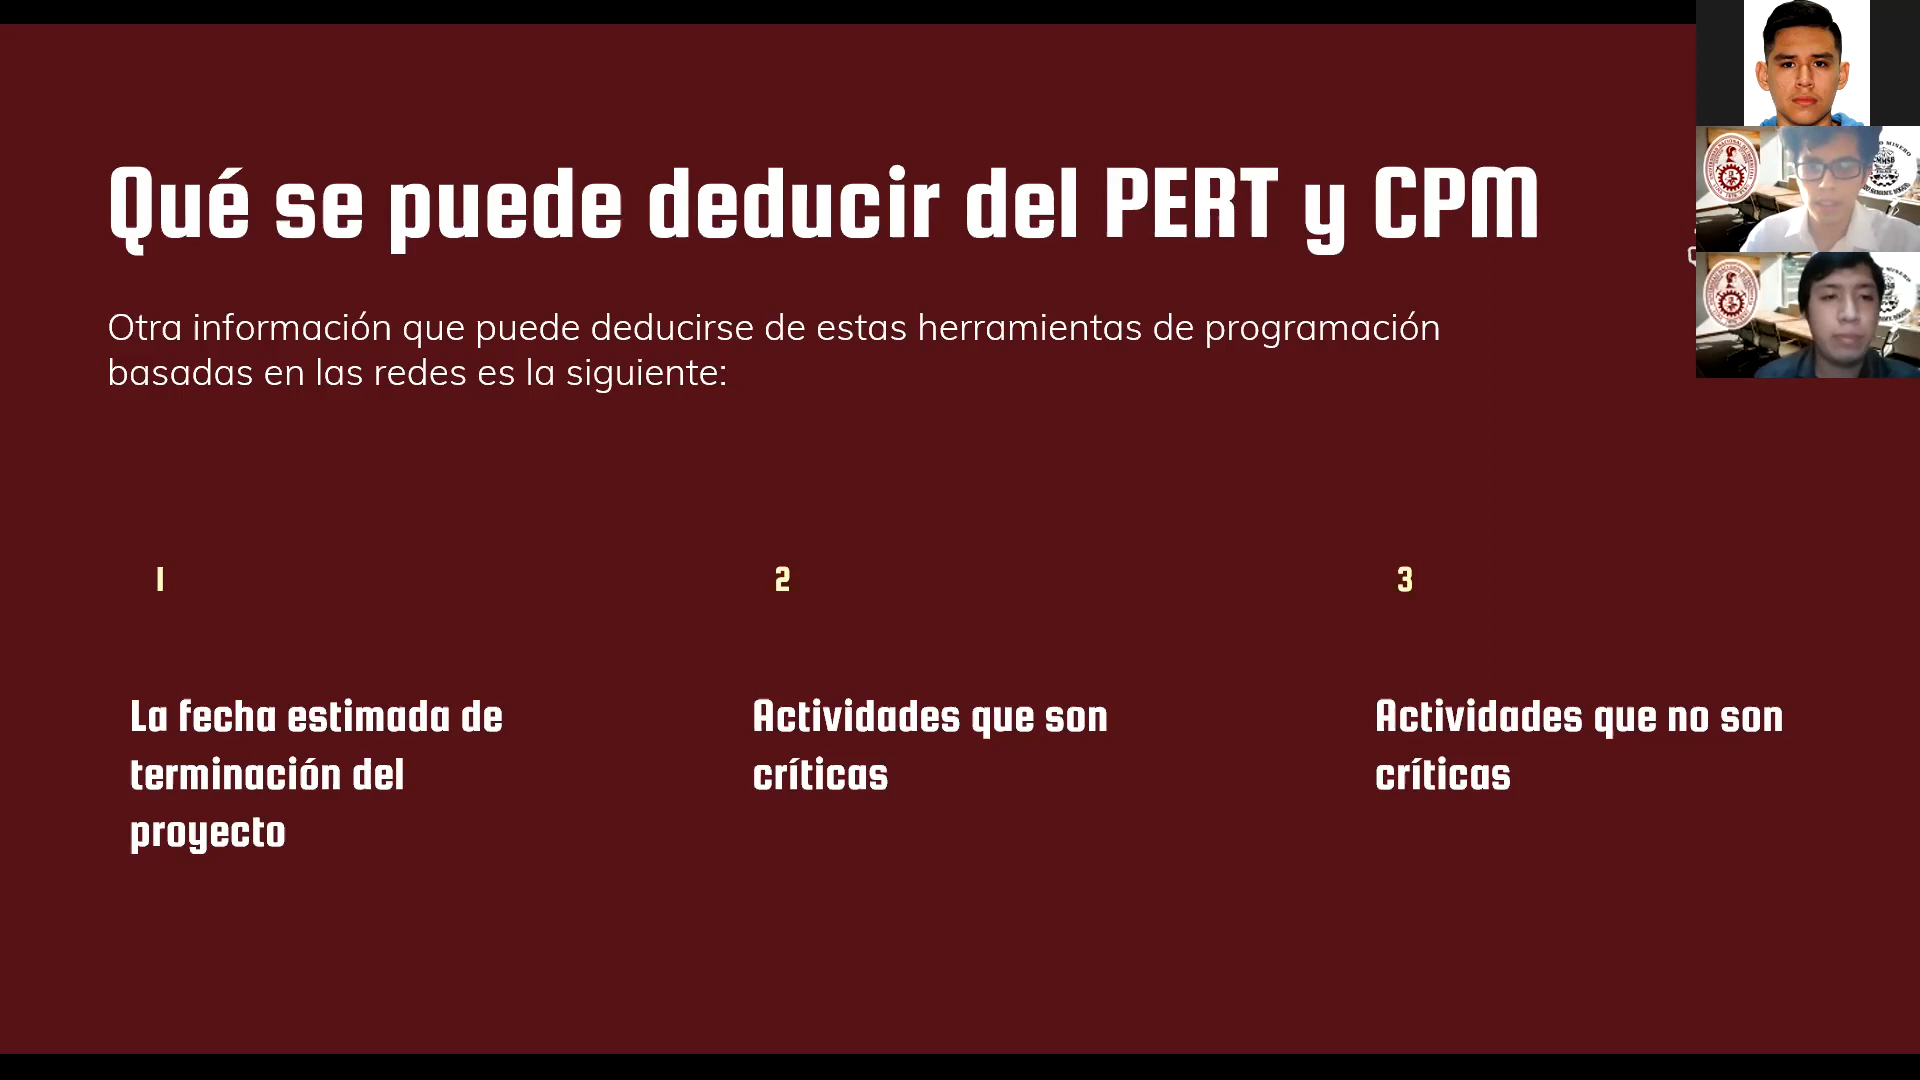 Qué se puede deducir del PERT y CPM
Otra información que puede deducirse de estas herramientas de programación
basadas en las redes es la siguiente:
1
2
3
La fecha estimada de
terminación del
proyecto
Actividades que son
críticas
Actividades que no son
críticas